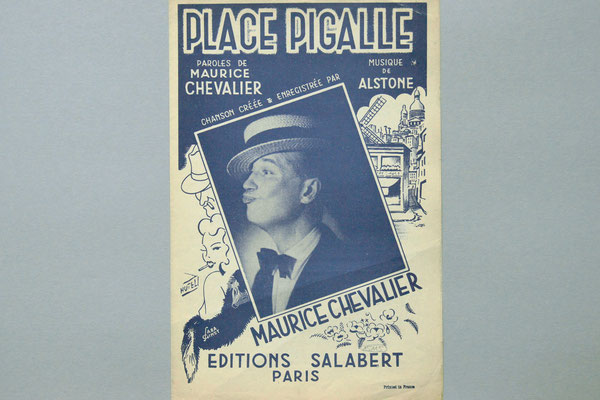 PLACE PIGALLE
PAROLES DE
MAURICE
CHEVALIER
MUSIQUE
DE
ALSTONE
CHANSON CRÉÉE & ENREGISTRÉE PAR
HOTEL
MAURICE CHEVALIER
EDITIONS SALABERT
PARIS
Printed in France